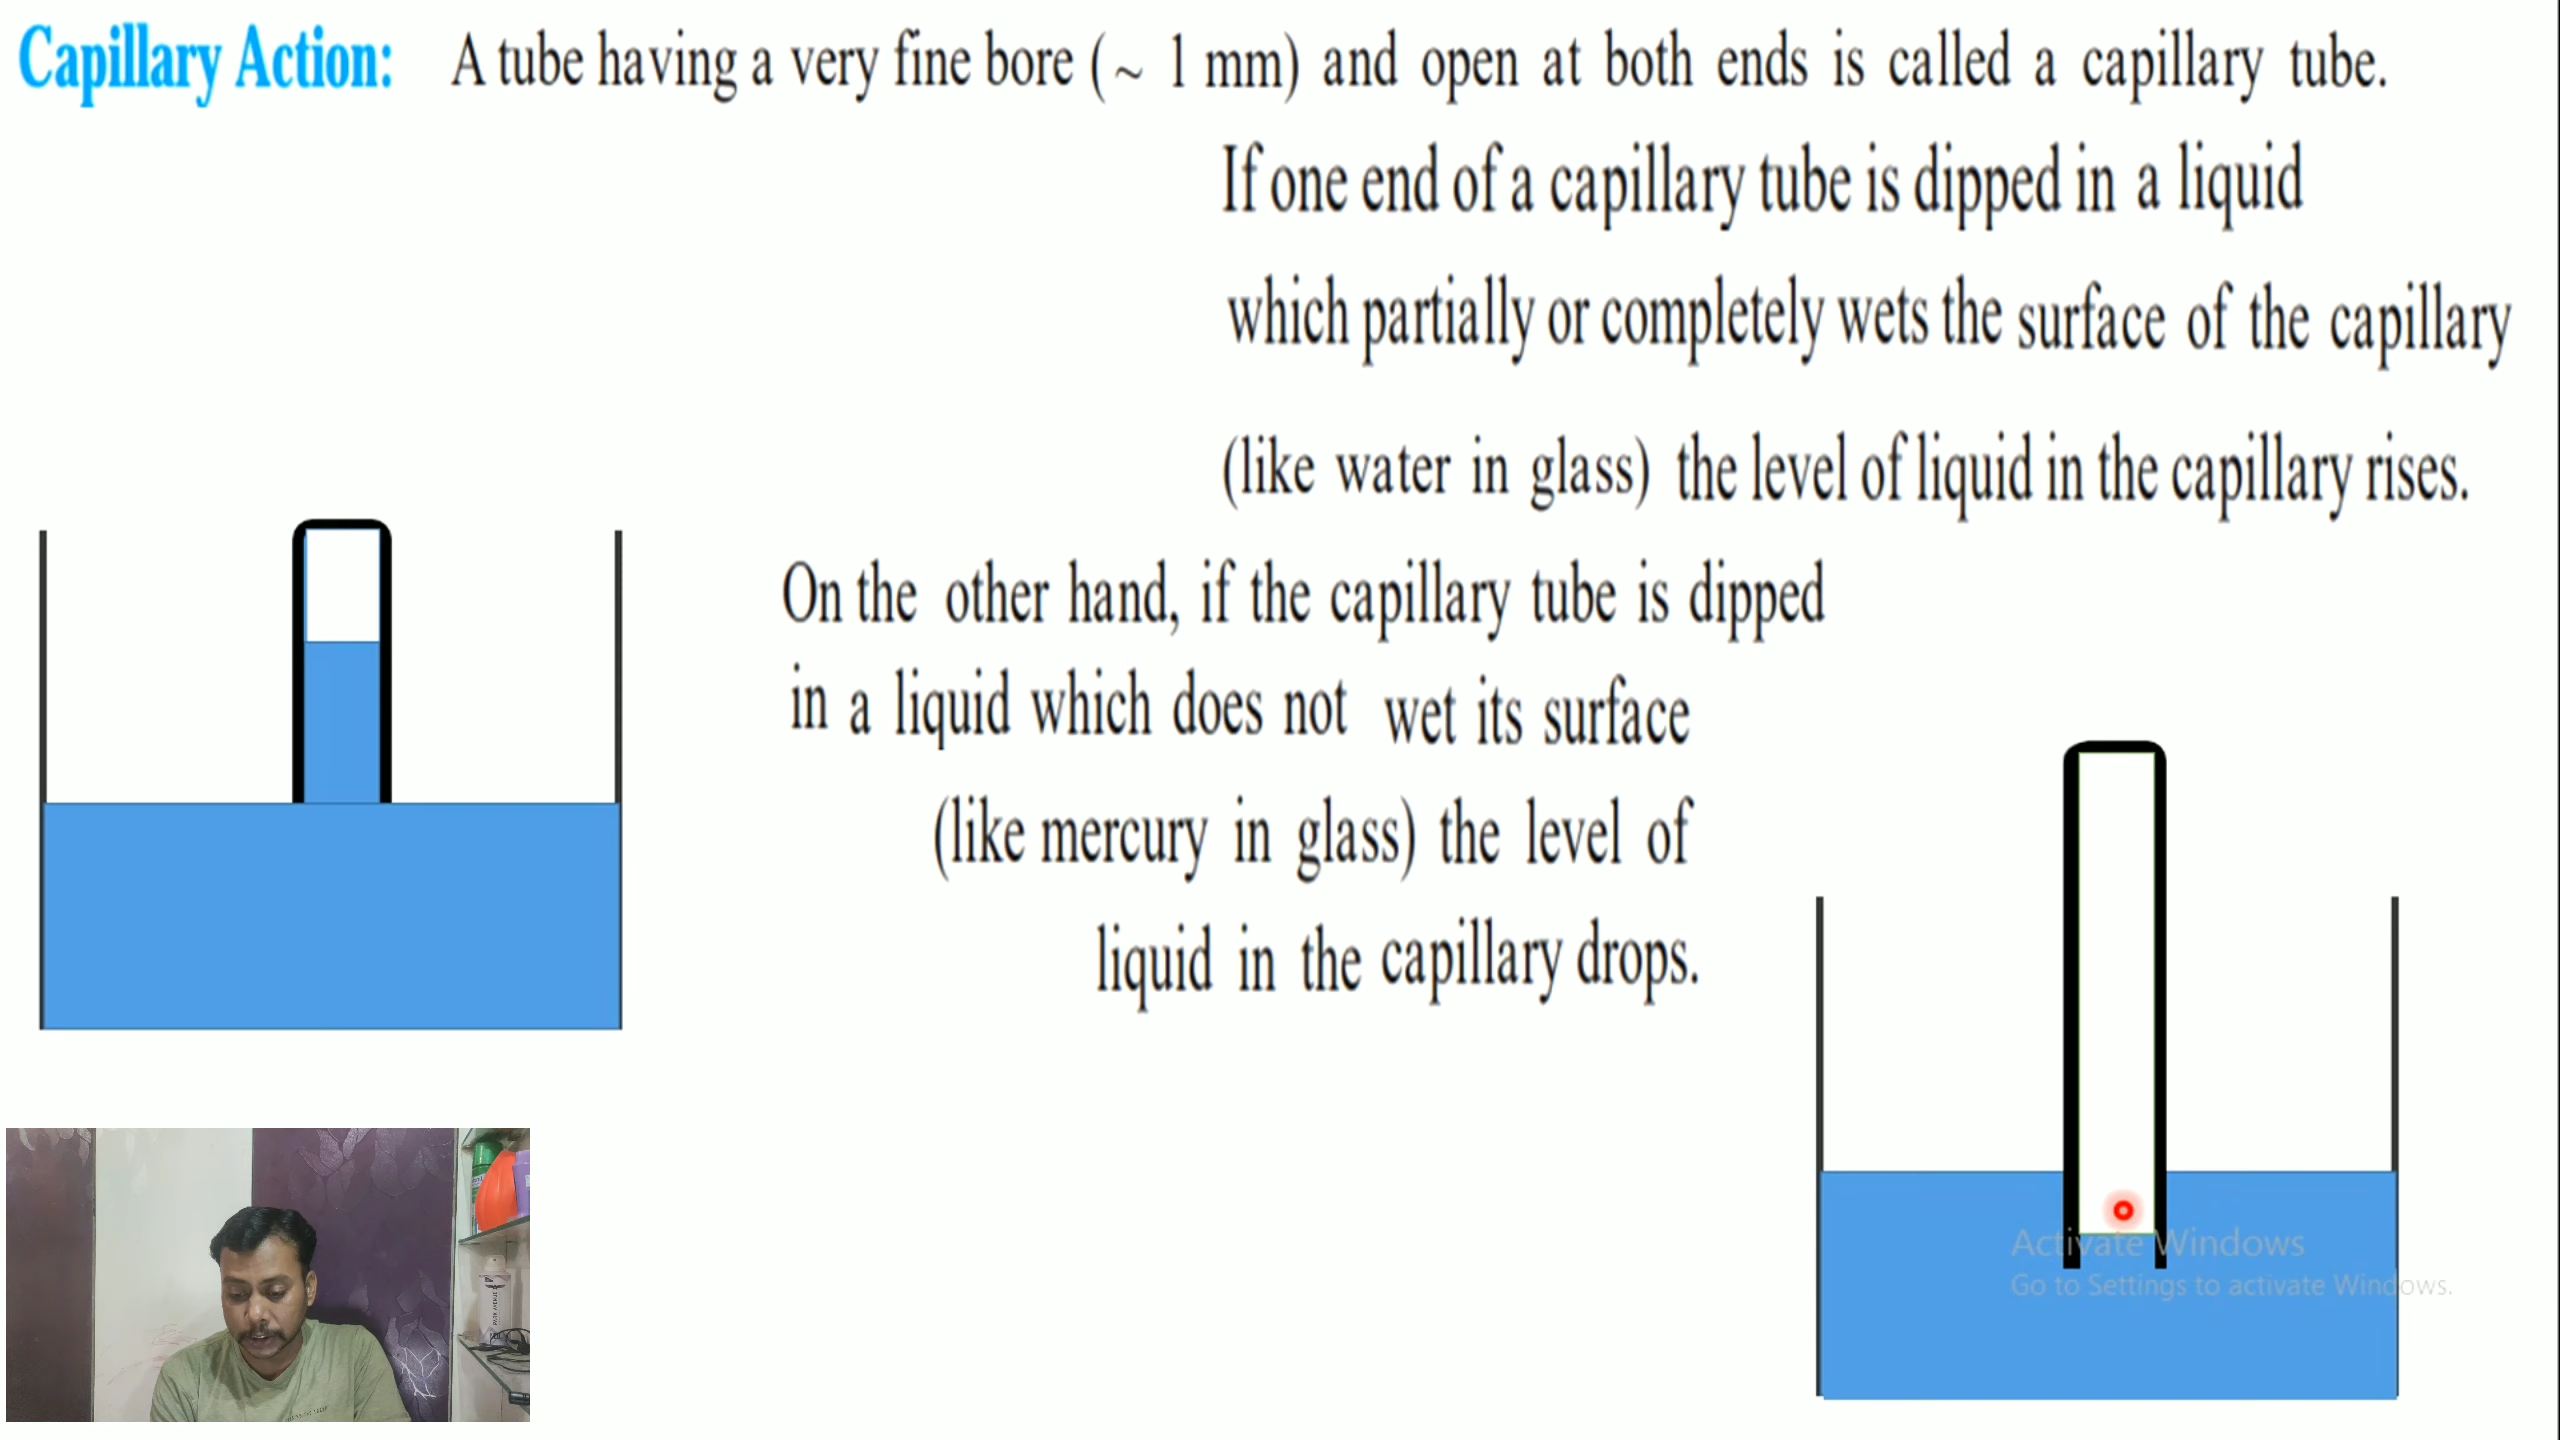 Capillary Action: A tube having a very fine bore (~ 1 mm) and open at both ends is called a capillary tube.
If one end of a capillary tube is dipped in a liquid
which partially or completely wets the surface of the capillary
(like water in glass) the level of liquid in the capillary rises.
On the other hand, if the capillary tube is dipped
in a liquid which does not wet its surface
(like mercury in glass) the level of
liquid in the capillary drops.
Activate Windows
Go to Settings to activate Windows.